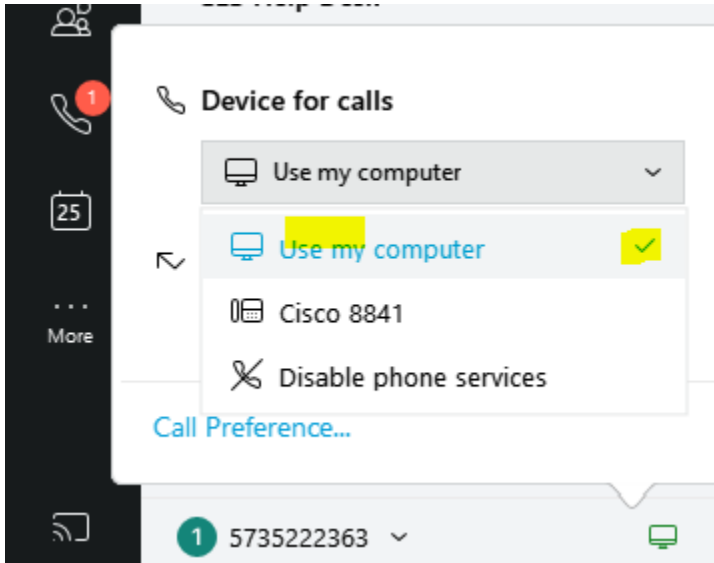 1
Device for calls
Use my computer
25
Use my computer
Cisco 8841
...
More
Disable phone services
Call Preference...
1 5735222363